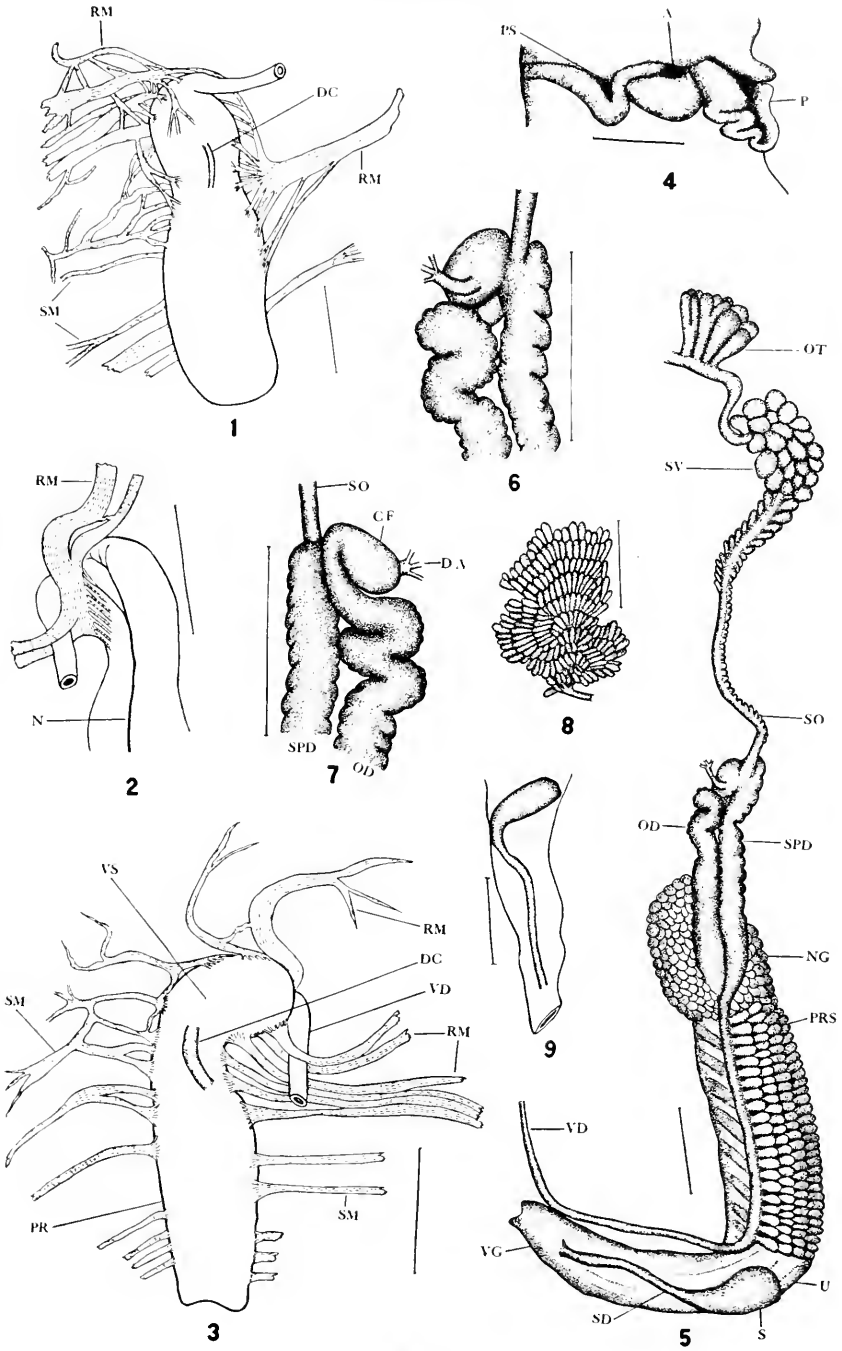 RM
DC
RM
SM
1
PS
A
P
4
6
OT
SV
SO
OD
SPD
NG
PRS
VD
VG
SD
S
U
5
RM
N
2
SO
CF
DA
SPD
OD
7
8
9
VS
RM
DC
VD
RM
SM
SM
PR
3